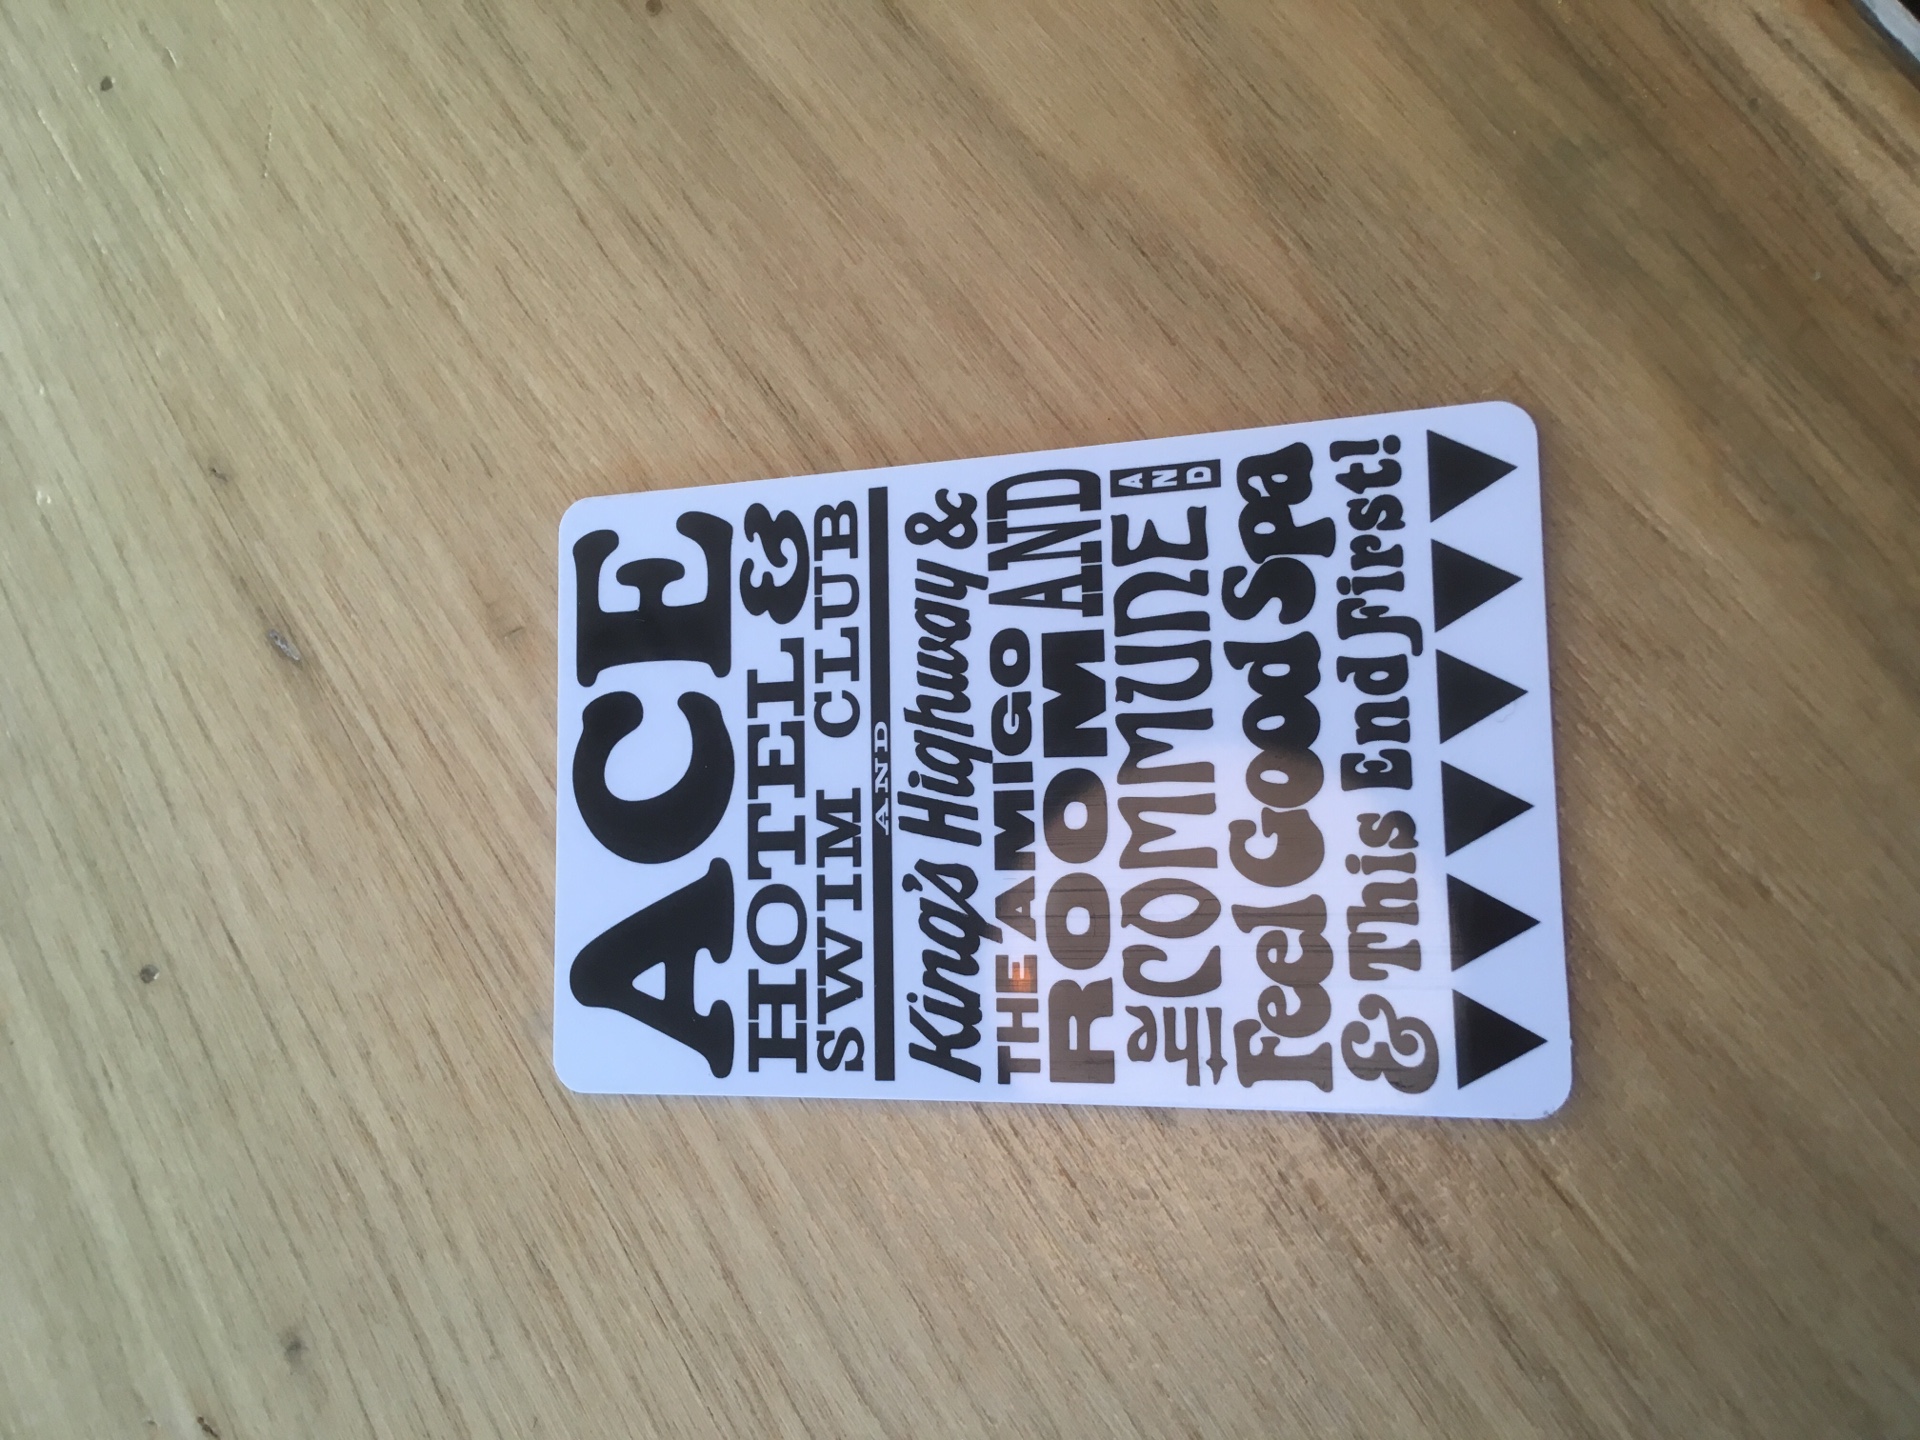 ACE
HOTEL &
SWIM CLUB
AND
King's Highway &
THE AMIGO
ROOM AND
the COMMUNE AND
Feel Good Spa
& This End First!